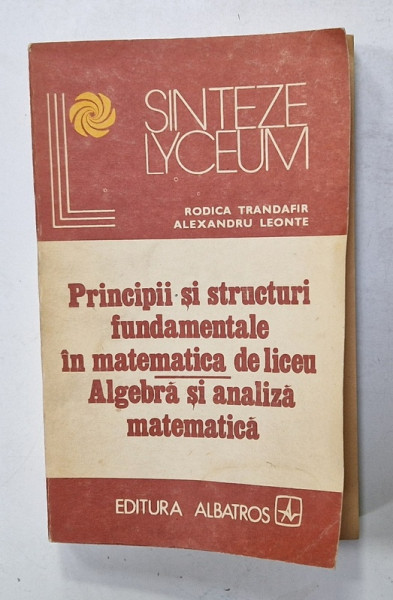 SINTEZE
LYCEUM
RODICA TRANDAFIR
ALEXANDRU LEONTE
Principii și structuri
fundamentale
în matematica de liceu
Algebră și analiză
matematică
EDITURA ALBATROS